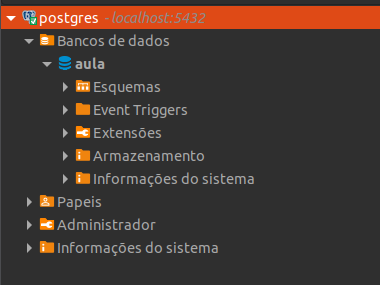 postgres - localhost:5432
Bancos de dados
aula
Esquemas
Event Triggers
Extensões
Armazenamento
Informações do sistema
Papeis
Administrador
Informações do sistema